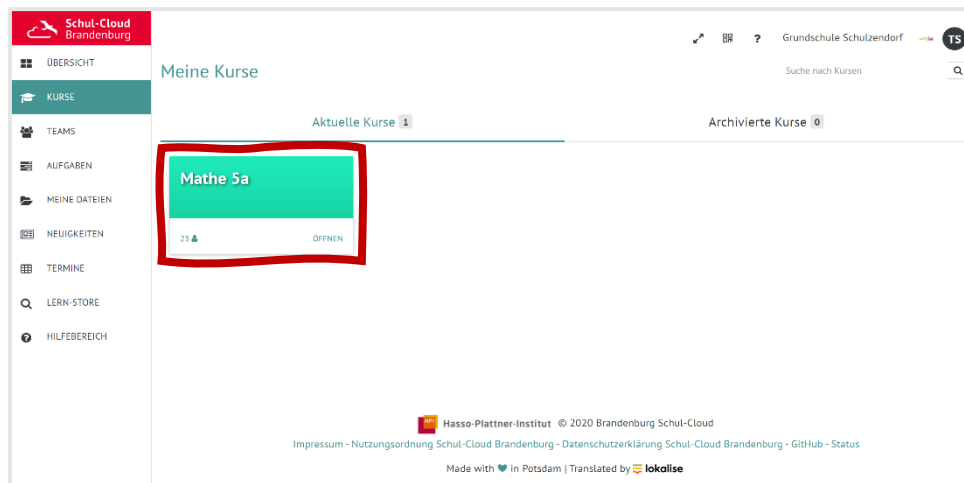 Schul-Cloud
Brandenburg
? Grundschule Schulzendorf TS
ÜBERSICHT
Meine Kurse
Suche nach Kursen
KURSE
Aktuelle Kurse 1
Archivierte Kurse 0
TEAMS
AUFGABEN
Mathe 5a
MEINE DATEIEN
NEUIGKEITEN
23 ÖFFNEN
TERMINE
LERN-STORE
HILFEBEREICH
HPI Hasso-Plattner-Institut © 2020 Brandenburg Schul-Cloud
Impressum - Nutzungsordnung Schul-Cloud Brandenburg - Datenschutzerklärung Schul-Cloud Brandenburg - GitHub - Status
Made with in Potsdam | Translated by lokalise